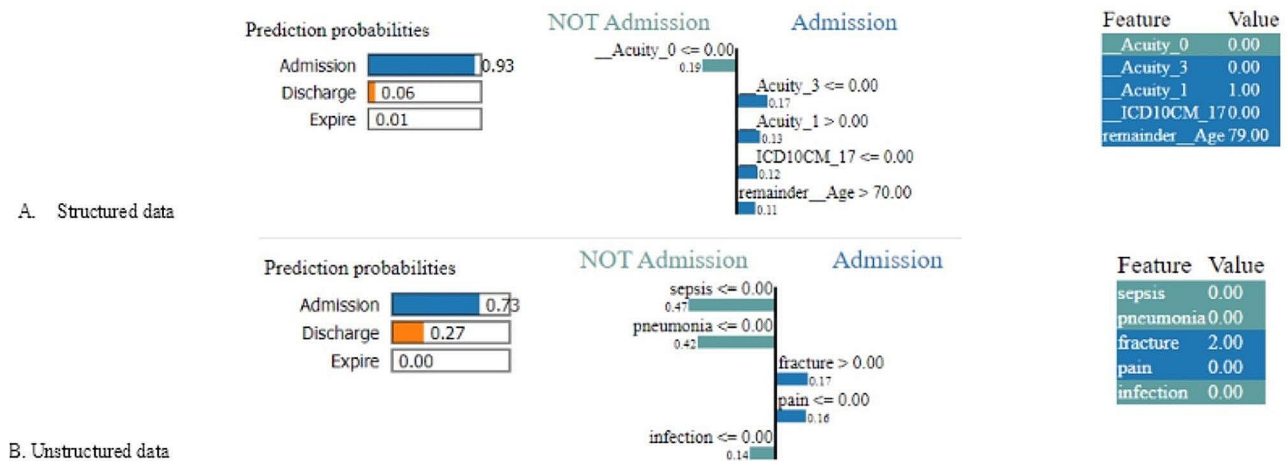 Prediction probabilities
Admission 0.93
Discharge 0.06
Expire 0.01
NOT Admission Admission
__Acuity_0 <= 0.00
0.19
__Acuity_3 <= 0.00
0.17
__Acuity_1 > 0.00
0.13
__ICD10CM_17 <= 0.00
0.12
remainder__Age > 70.00
0.11
Feature Value
__Acuity_0 0.00
__Acuity_3 0.00
__Acuity_1 1.00
__ICD10CM_17 0.00
remainder__Age 79.00
A. Structured data
Prediction probabilities
Admission 0.73
Discharge 0.27
Expire 0.00
NOT Admission Admission
sepsis <= 0.00
0.47
pneumonia <= 0.00
0.42
fracture > 0.00
0.17
pain <= 0.00
0.16
infection <= 0.00
0.14
Feature Value
sepsis 0.00
pneumonia 0.00
fracture 2.00
pain 0.00
infection 0.00
B. Unstructured data